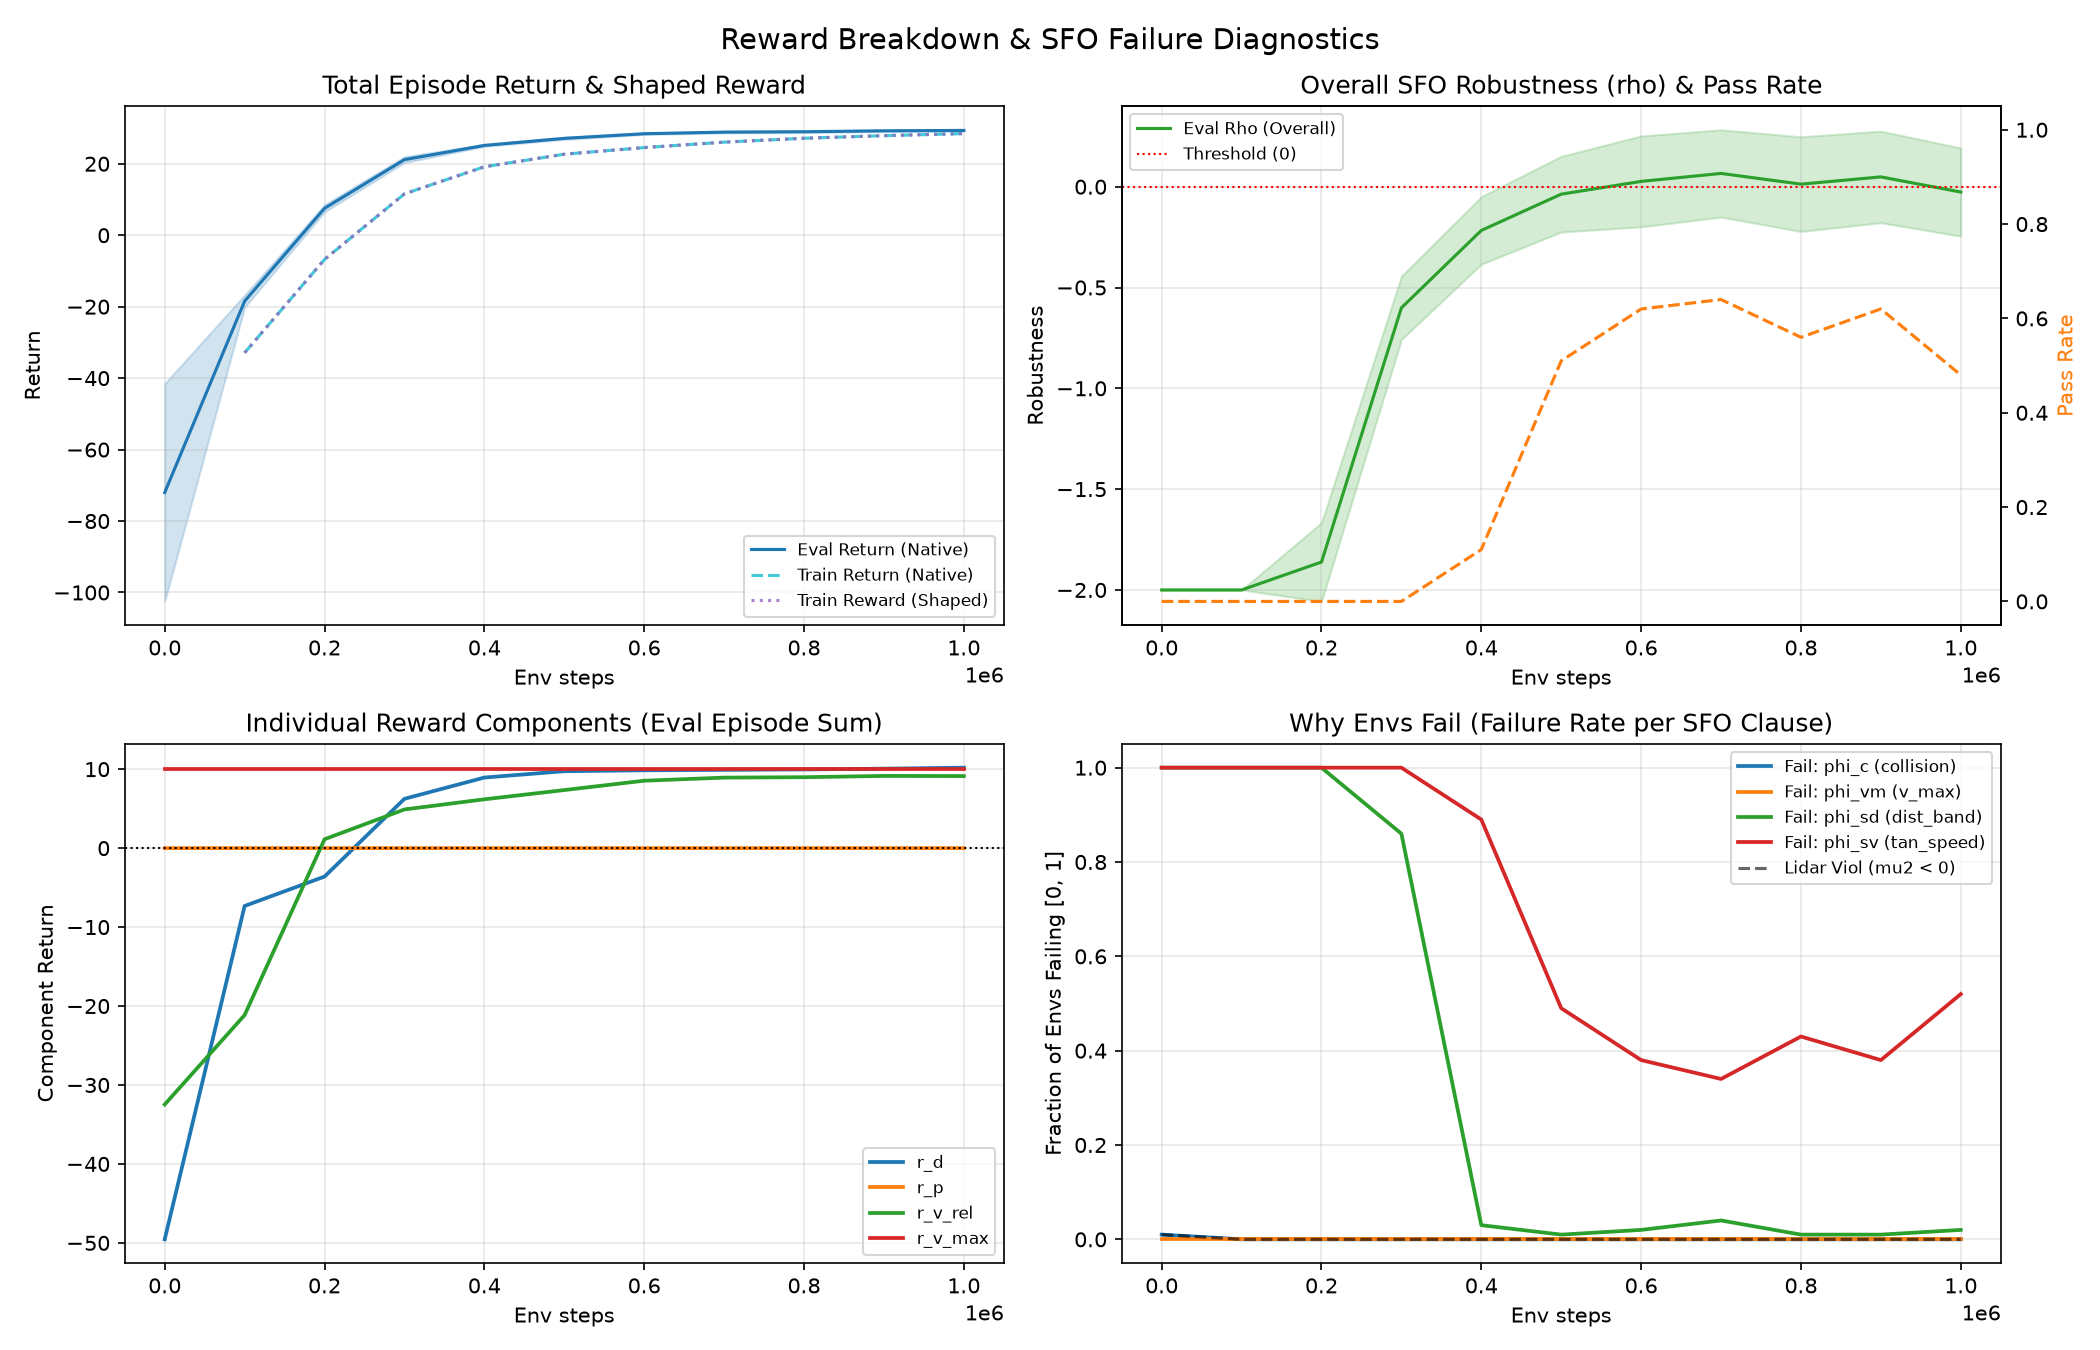 Reward Breakdown & SFO Failure Diagnostics
Total Episode Return & Shaped Reward
Return
20
0
−20
−40
−60
−80
−100
Eval Return (Native)
Train Return (Native)
Train Reward (Shaped)
0.0 0.2 0.4 0.6 0.8 1.0
1e6
Env steps
Overall SFO Robustness (rho) & Pass Rate
Eval Rho (Overall)
Threshold (0)
Robustness
0.0
−0.5
−1.0
−1.5
−2.0
1.0
0.8
0.6
0.4
0.2
0.0
Pass Rate
0.0 0.2 0.4 0.6 0.8 1.0
1e6
Env steps
Individual Reward Components (Eval Episode Sum)
Component Return
10
0
−10
−20
−30
−40
−50
r_d
r_p
r_v_rel
r_v_max
0.0 0.2 0.4 0.6 0.8 1.0
1e6
Env steps
Why Envs Fail (Failure Rate per SFO Clause)
Fraction of Envs Failing [0, 1]
1.0
0.8
0.6
0.4
0.2
0.0
Fail: phi_c (collision)
Fail: phi_vm (v_max)
Fail: phi_sd (dist_band)
Fail: phi_sv (tan_speed)
Lidar Viol (mu2 < 0)
0.0 0.2 0.4 0.6 0.8 1.0
1e6
Env steps